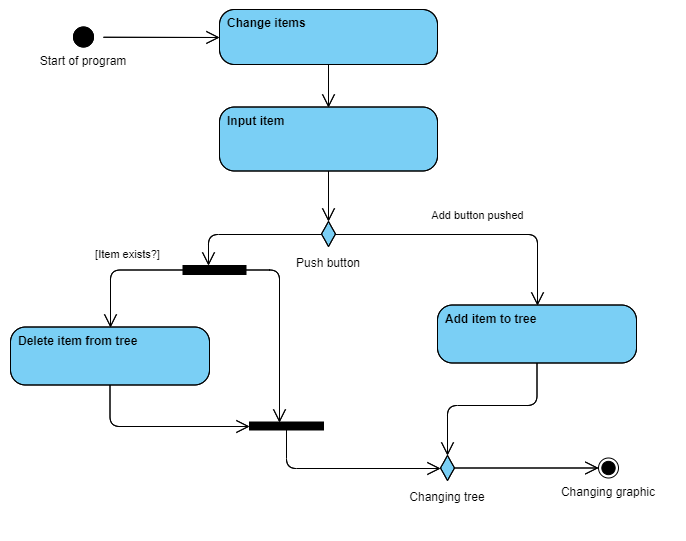 Change items
Start of program
Input item
Add button pushed
[Item exists?]
Push button
Add item to tree
Delete item from tree
Changing tree
Changing graphic